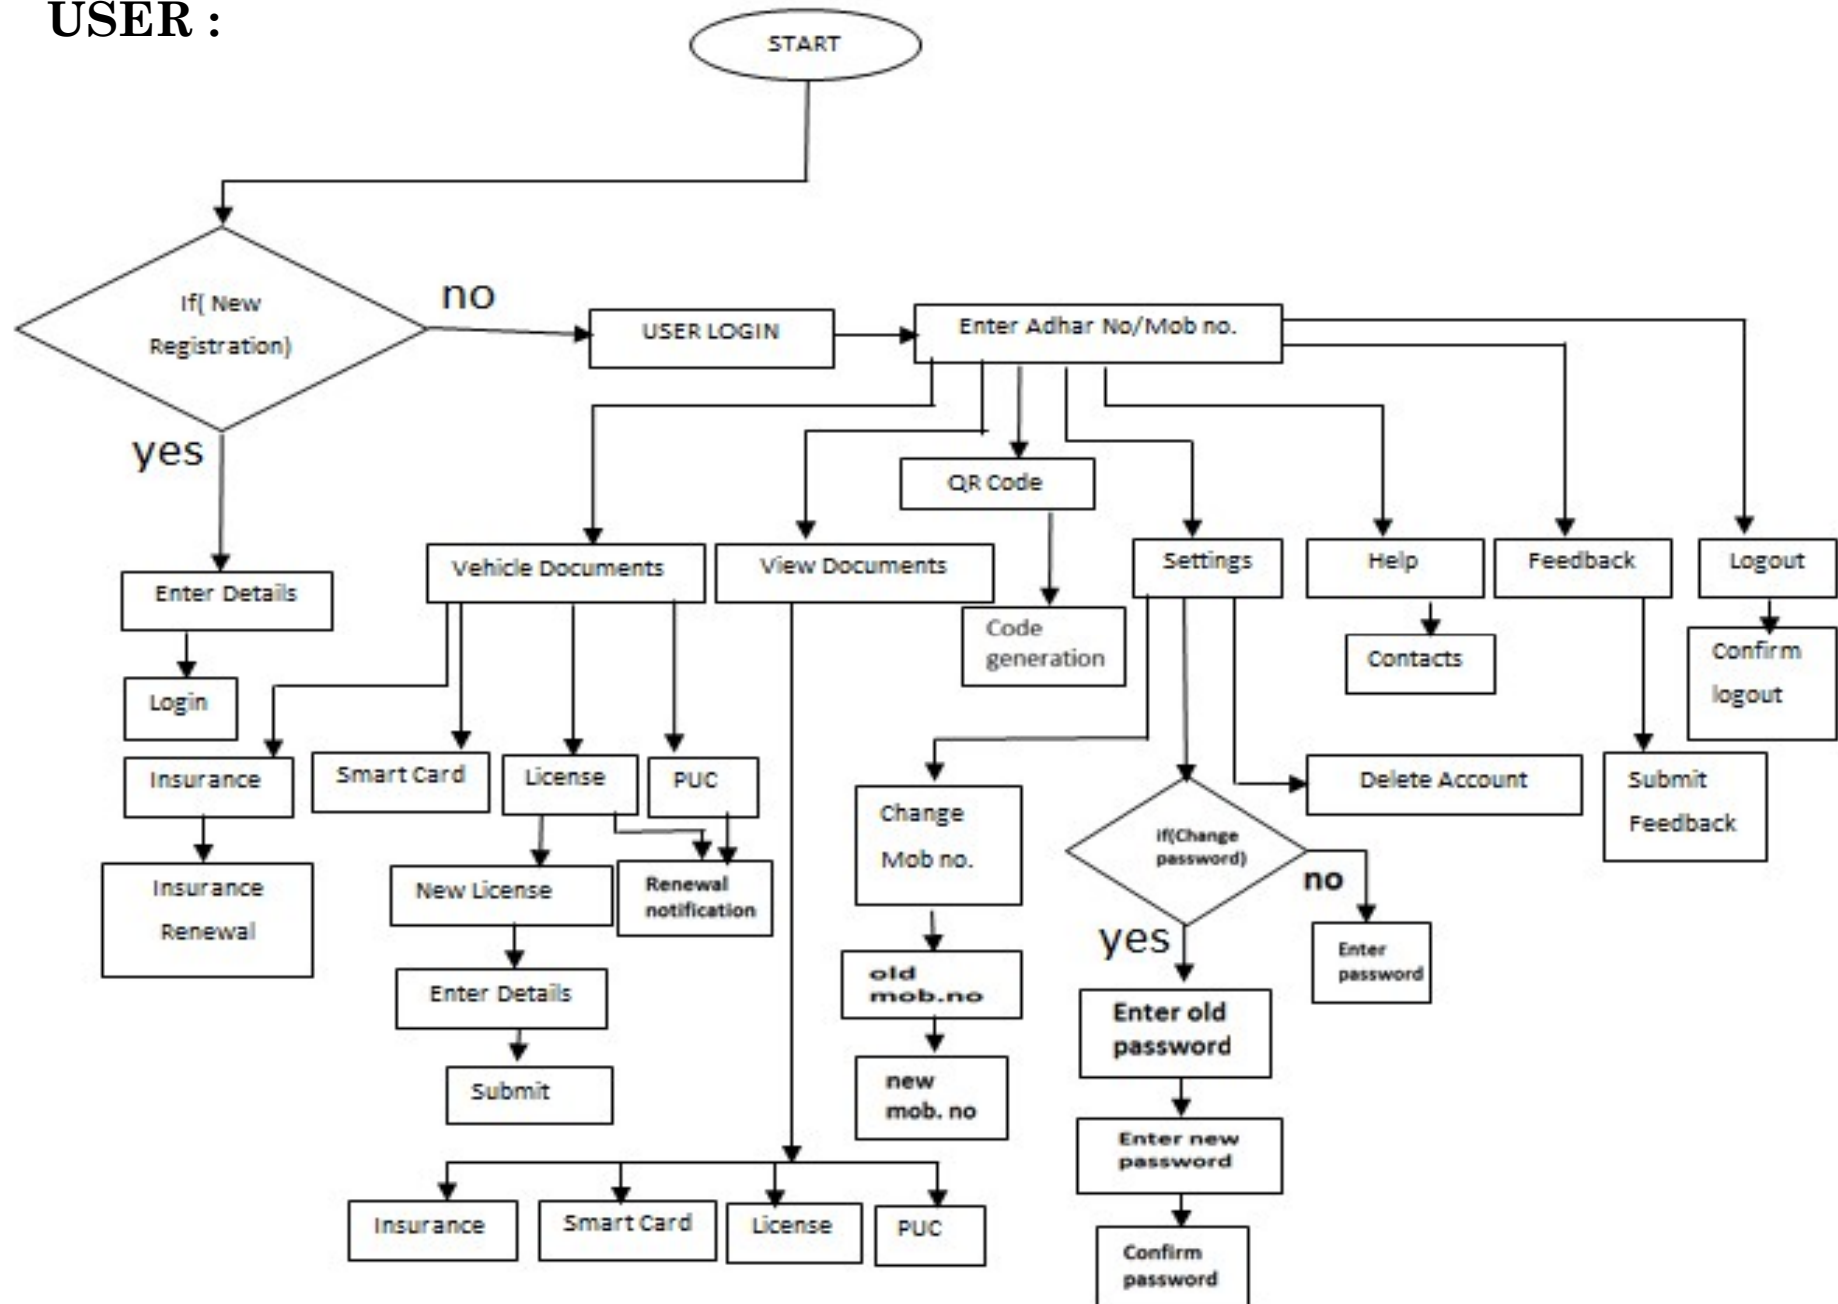 USER :
START
If( New
Registration)
no
USER LOGIN
Enter Adhar No/Mob no.
yes
QR Code
Enter Details
Vehicle Documents
View Documents
Settings
Help
Feedback
Logout
Code
generation
Contacts
Confirm
logout
Login
Insurance
Smart Card
License
PUC
Change
Mob no.
if(Change
password)
Delete Account
Submit
Feedback
Insurance
Renewal
New License
Renewal
notification
no
yes
Enter
password
old
mob.no
Enter Details
Enter old
password
Submit
new
mob. no
Enter new
password
Insurance
Smart Card
License
PUC
Confirm
password